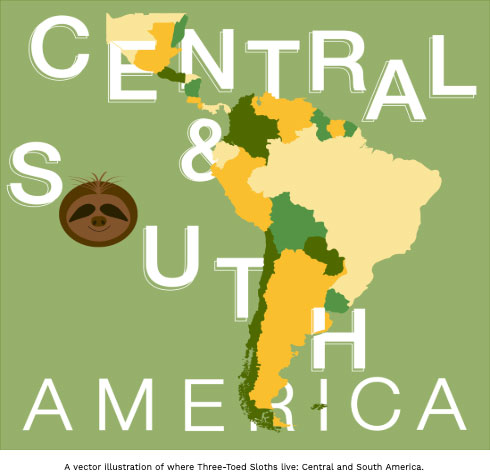 CENTRAL
&
SOUTH
AMERICA
A vector illustration of where Three-Toed Sloths live: Central and South America.